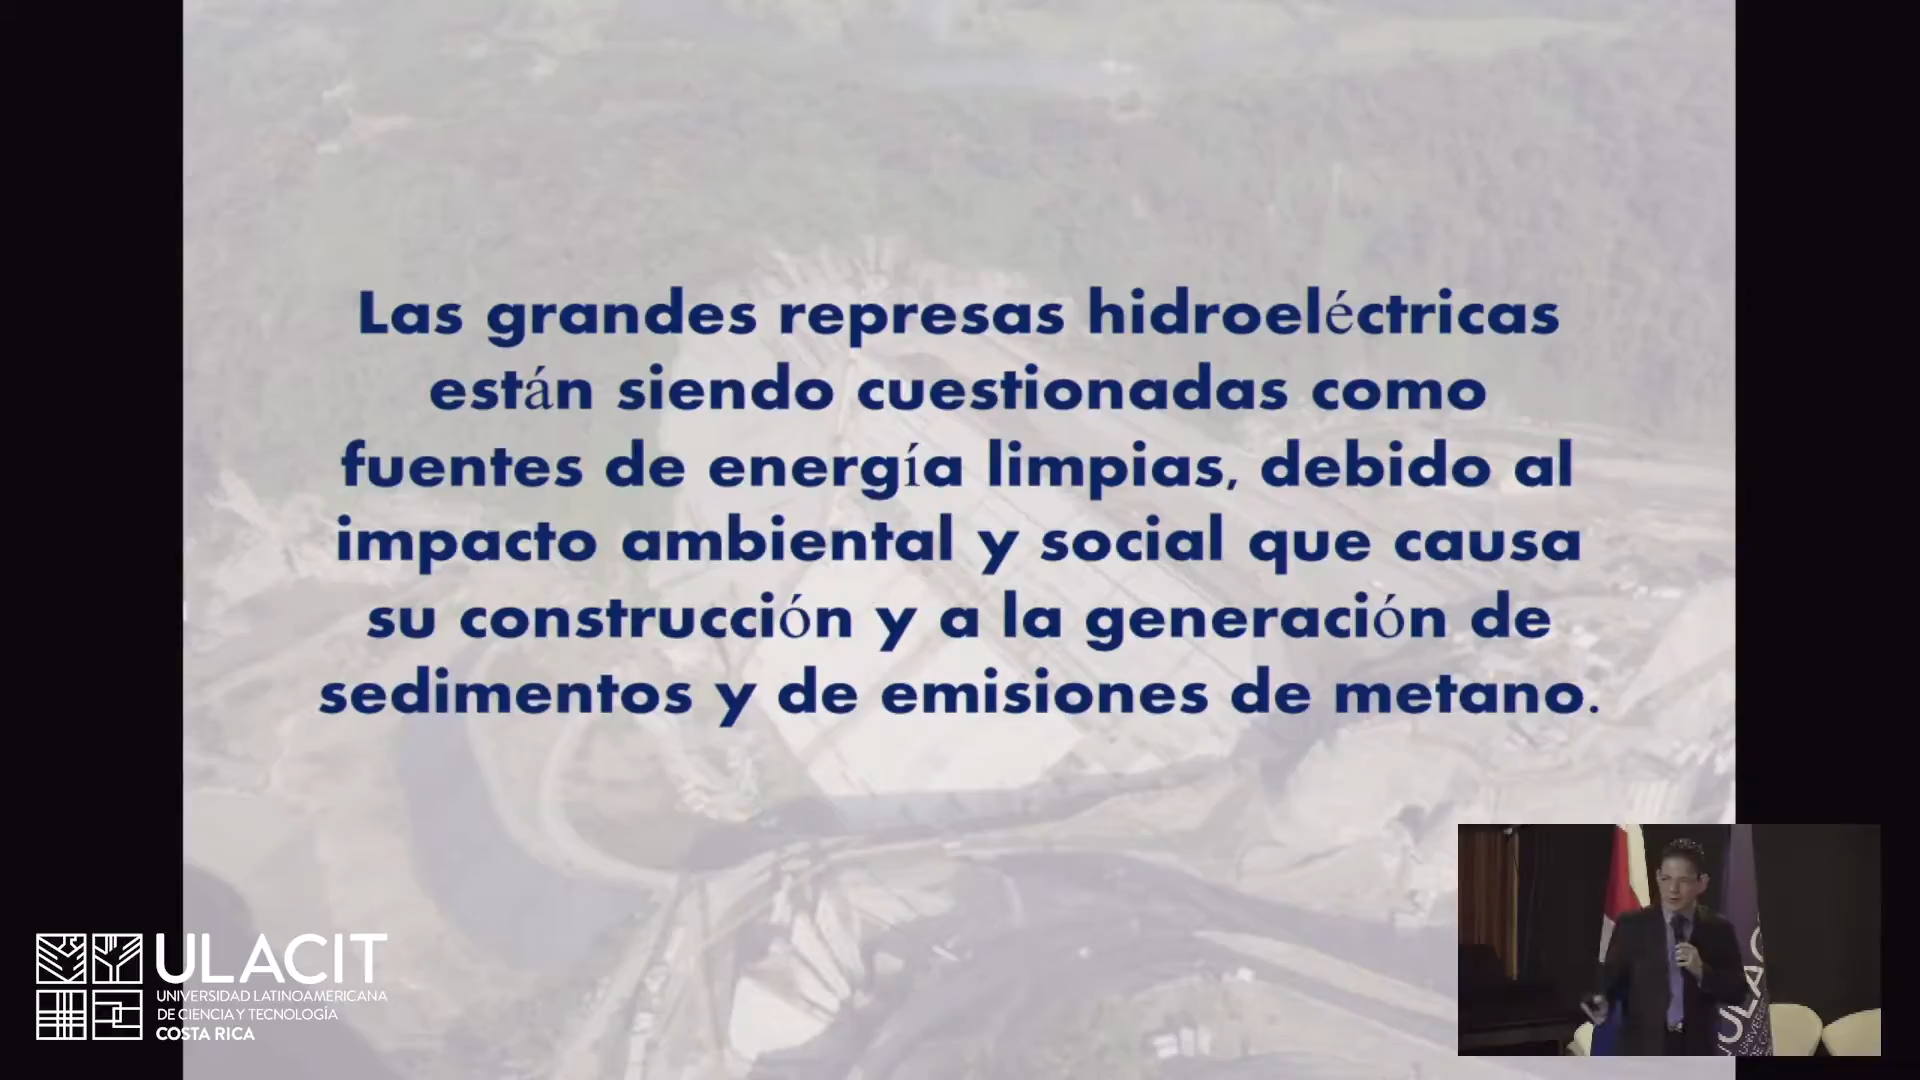 Las grandes represas hidroeléctricas
están siendo cuestionadas como
fuentes de energía limpias, debido al
impacto ambiental y social que causa
su construcción y a la generación de
sedimentos y de emisiones de metano.
ULACIT
UNIVERSIDAD LATINOAMERICANA
DE CIENCIA Y TECNOLOGÍA
COSTA RICA